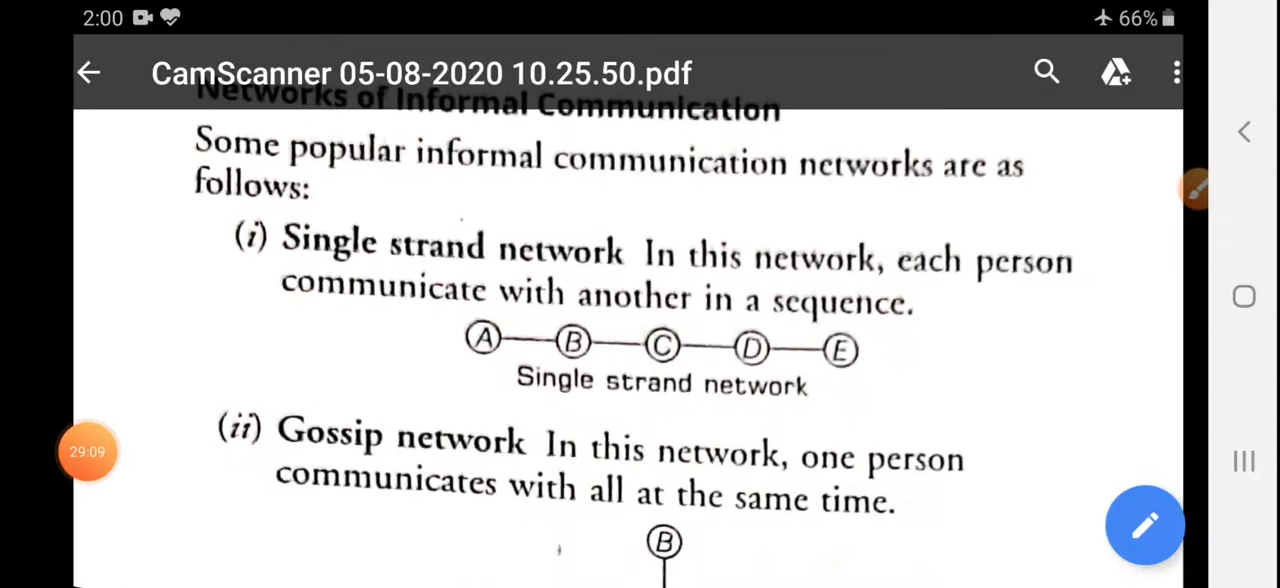 2:00
66%
CamScanner 05-08-2020 10.25.50.pdf
Networks of Informal Communication
Some popular informal communication networks are as
follows:
(i) Single strand network In this network, each person
communicate with another in a sequence.
A B C D E
Single strand network
(ii) Gossip network In this network, one person
communicates with all at the same time.
29:09
B